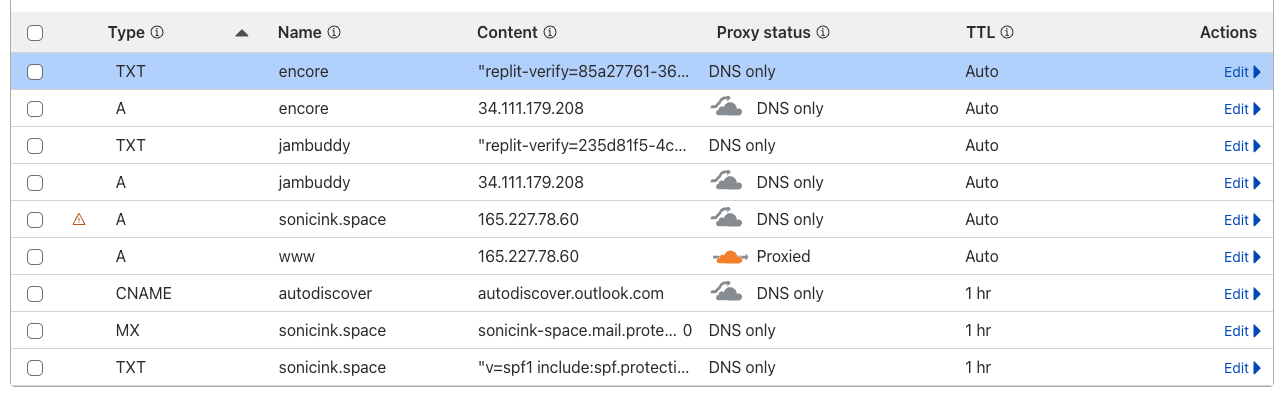 Type Name Content Proxy status TTL Actions
TXT encore "replit-verify=85a27761-36... DNS only Auto Edit
A encore 34.111.179.208 DNS only Auto Edit
TXT jambuddy "replit-verify=235d81f5-4c... DNS only Auto Edit
A jambuddy 34.111.179.208 DNS only Auto Edit
A sonicink.space 165.227.78.60 DNS only Auto Edit
A www 165.227.78.60 Proxied Auto Edit
CNAME autodiscover autodiscover.outlook.com DNS only 1 hr Edit
MX sonicink.space sonicink-space.mail.prote... 0 DNS only 1 hr Edit
TXT sonicink.space "v=spf1 include:spf.protecti... DNS only 1 hr Edit